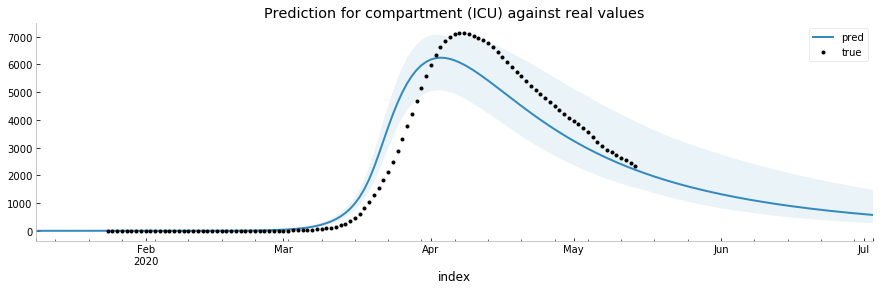 Prediction for compartment (ICU) against real values
pred
true
7000
6000
5000
4000
3000
2000
1000
0
Feb Mar Apr May Jun Jul
2020
index